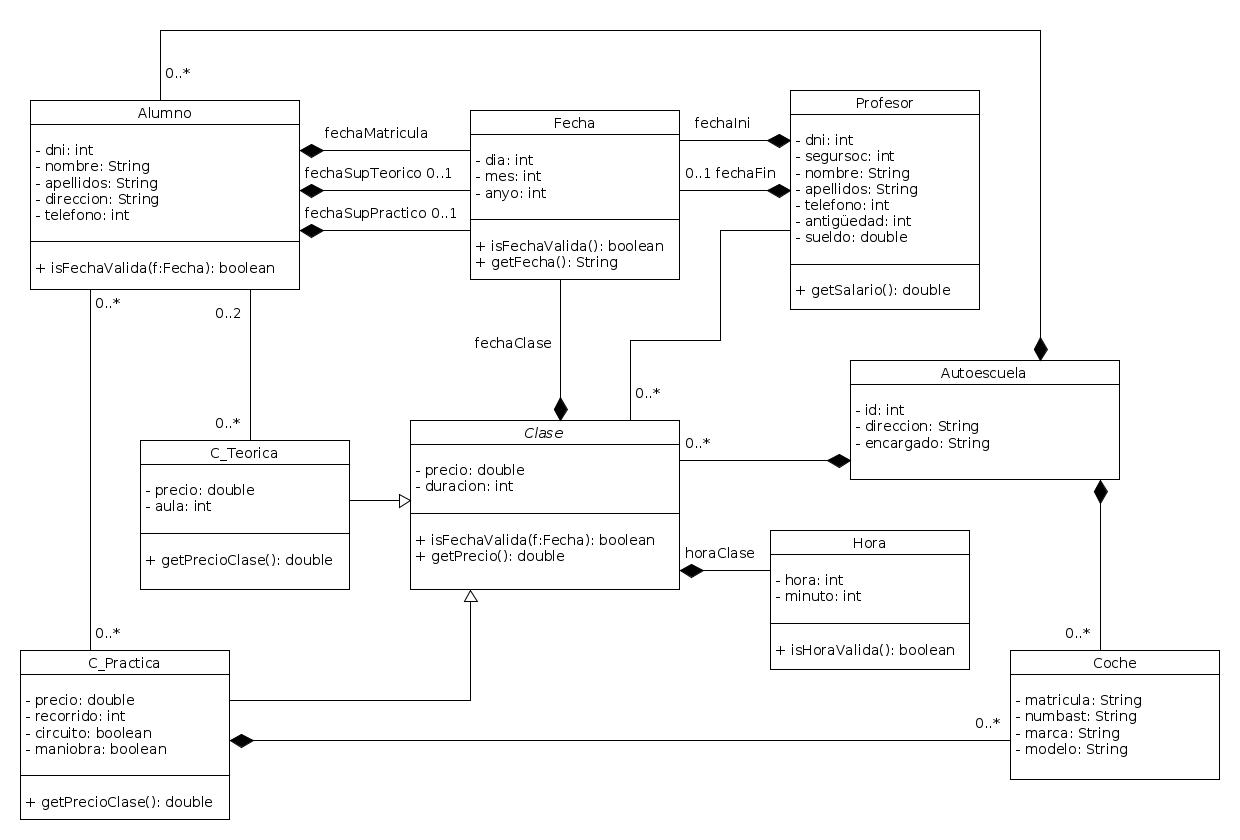 0..*
Alumno
- dni: int
- nombre: String
- apellidos: String
- direccion: String
- telefono: int
+ isFechaValida(f:Fecha): boolean
fechaMatricula
fechaSupTeorico 0..1
fechaSupPractico 0..1
Fecha
- dia: int
- mes: int
- anyo: int
+ isFechaValida(): boolean
+ getFecha(): String
fechaIni
0..1 fechaFin
Profesor
- dni: int
- segursoc: int
- nombre: String
- apellidos: String
- telefono: int
- antigüedad: int
- sueldo: double
+ getSalario(): double
0..*
0..2
fechaClase
0..*
0..*
C_Teorica
- precio: double
- aula: int
+ getPrecioClase(): double
Clase
- precio: double
- duracion: int
+ isFechaValida(f:Fecha): boolean
+ getPrecio(): double
0..*
Autoescuela
- id: int
- direccion: String
- encargado: String
horaClase
Hora
- hora: int
- minuto: int
+ isHoraValida(): boolean
0..*
0..*
C_Practica
- precio: double
- recorrido: int
- circuito: boolean
- maniobra: boolean
+ getPrecioClase(): double
0..*
Coche
- matricula: String
- numbast: String
- marca: String
- modelo: String